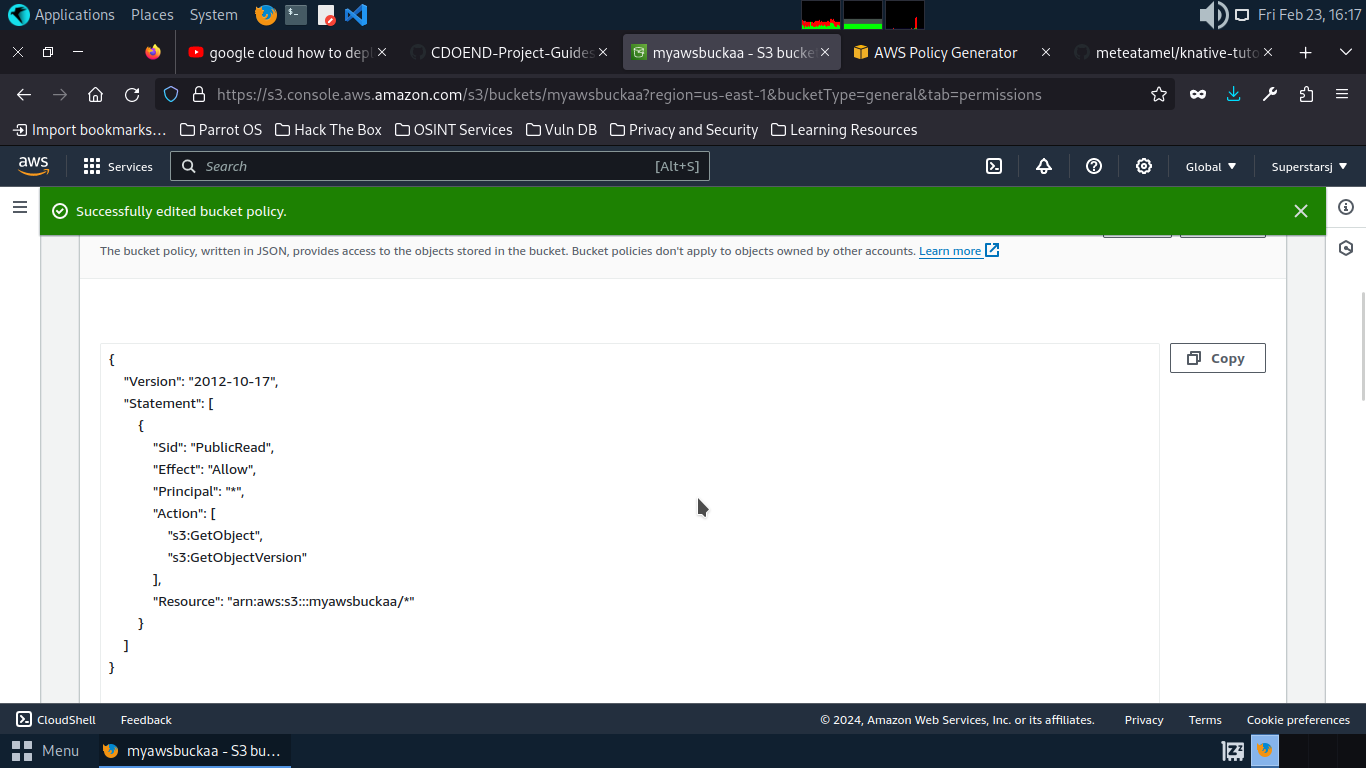 Applications Places System Fri Feb 23, 16:17
google cloud how to depl CDOEND-Project-Guides myawsbuckaa - S3 bucke AWS Policy Generator meteatamel/knative-tuto
https://s3.console.aws.amazon.com/s3/buckets/myawsbuckaa?region=us-east-1&bucketType=general&tab=permissions
Import bookmarks… Parrot OS Hack The Box OSINT Services Vuln DB Privacy and Security Learning Resources
aws Services Search [Alt+S] Global Superstarsj
Successfully edited bucket policy.
The bucket policy, written in JSON, provides access to the objects stored in the bucket. Bucket policies don't apply to objects owned by other accounts. Learn more
Copy
{
"Version": "2012-10-17",
"Statement": [
{
"Sid": "PublicRead",
"Effect": "Allow",
"Principal": "*",
"Action": [
"s3:GetObject",
"s3:GetObjectVersion"
],
"Resource": "arn:aws:s3:::myawsbuckaa/*"
}
]
}
CloudShell Feedback © 2024, Amazon Web Services, Inc. or its affiliates. Privacy Terms Cookie preferences
Menu myawsbuckaa - S3 bu...